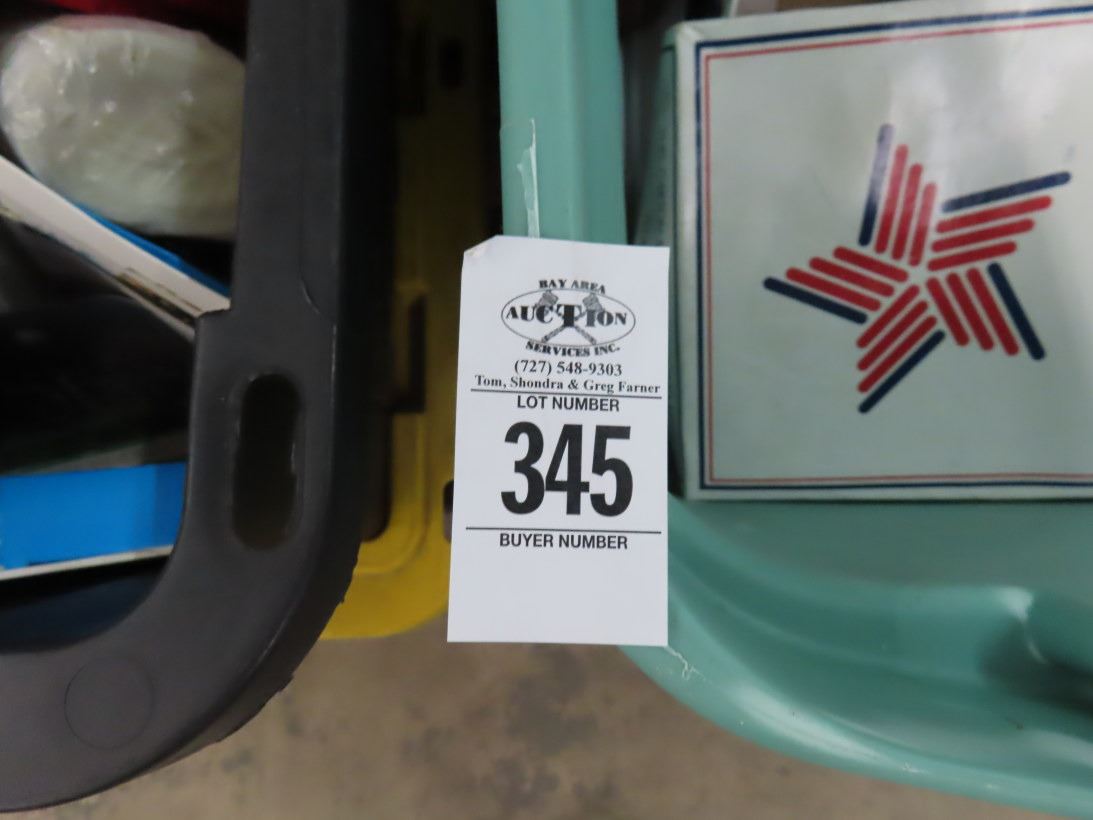 BAY AREA
AUCTION
SERVICES INC.
(727) 548-9303
Tom, Shondra & Greg Farner
LOT NUMBER
345
BUYER NUMBER